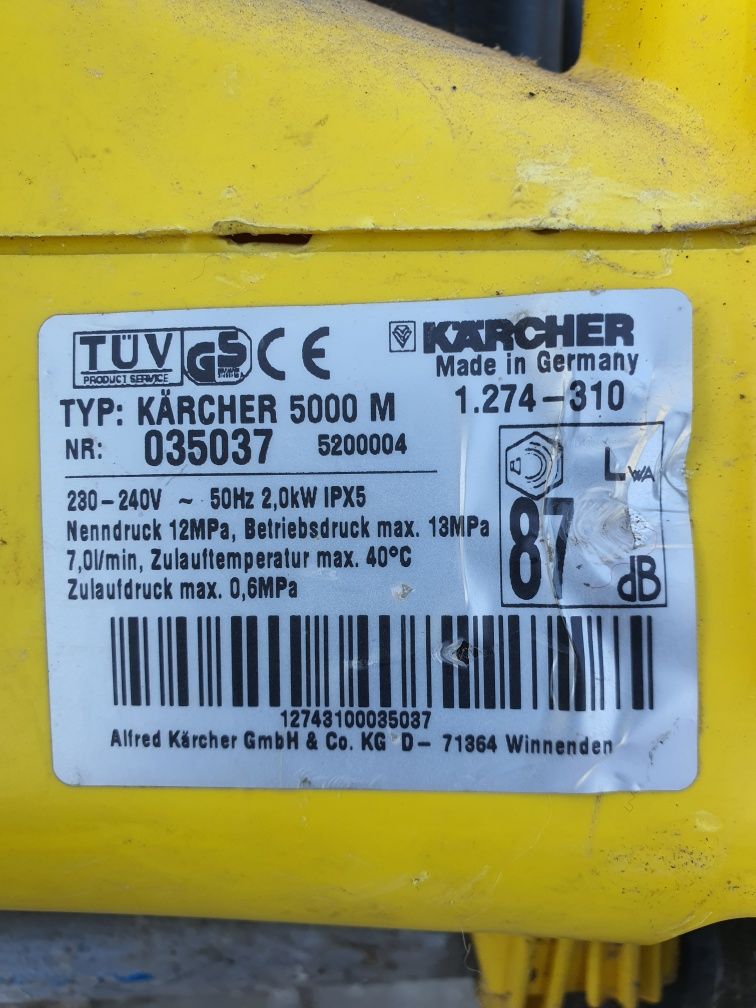 TÜV
PRODUCT SERVICE
GS
CE
KÄRCHER
Made in Germany
TYP: KÄRCHER 5000 M
1.274-310
NR: 035037 5200004
230-240V ~ 50Hz 2,0kW IPX5
Nenndruck 12MPa, Betriebsdruck max. 13MPa
7,0l/min, Zulauftemperatur max. 40°C
Zulaufdruck max. 0,6MPa
LWA
87
dB
12743100035037
Alfred Kärcher GmbH & Co. KG D- 71364 Winnenden